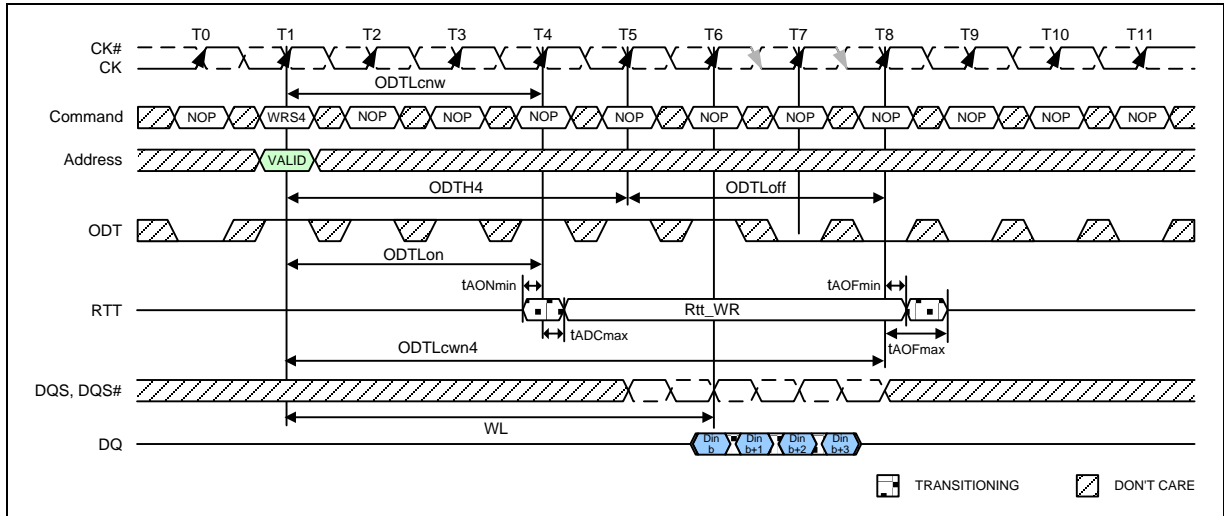 T0 T1 T2 T3 T4 T5 T6 T7 T8 T9 T10 T11
CK#
CK
ODTLcnw
Command NOP WRS4 NOP NOP NOP NOP NOP NOP NOP NOP NOP NOP
Address VALID
ODTH4 ODTLoff
ODT
ODTLon
tAONmin tAOFmin
RTT Rtt_WR
tADCmax tAOFmax
ODTLcwn4
DQS, DQS#
WL
DQ Din b Din b+1 Din b+2 Din b+3
TRANSITIONING DON'T CARE